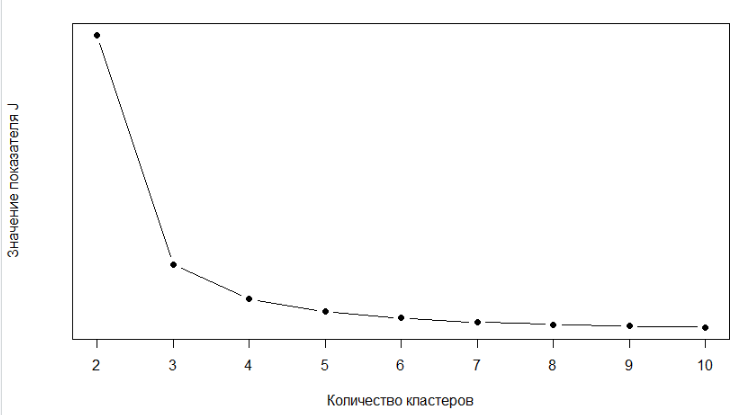 Значение показателя J
2 3 4 5 6 7 8 9 10
Количество кластеров